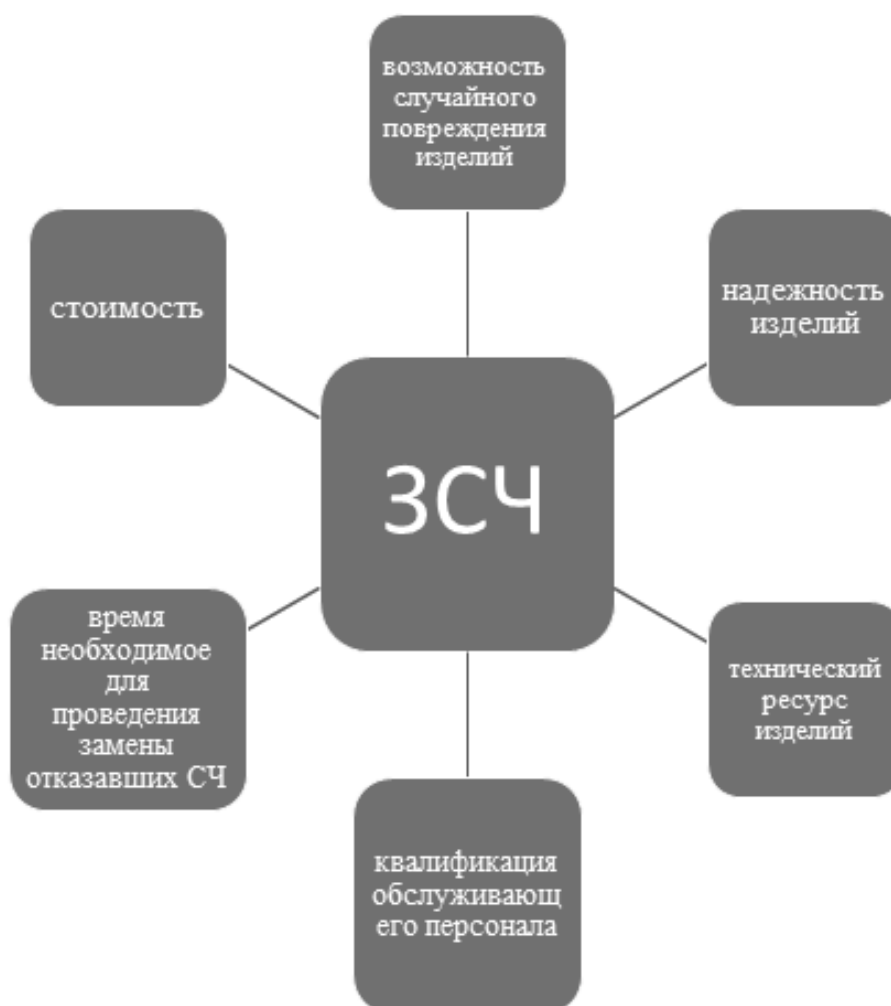 возможность
случайного
повреждения
изделий
стоимость
надежность
изделий
ЗСЧ
время
необходимое
для
проведения
замены
отказавших СЧ
технический
ресурс
изделий
квалификация
обслуживающ
его персонала